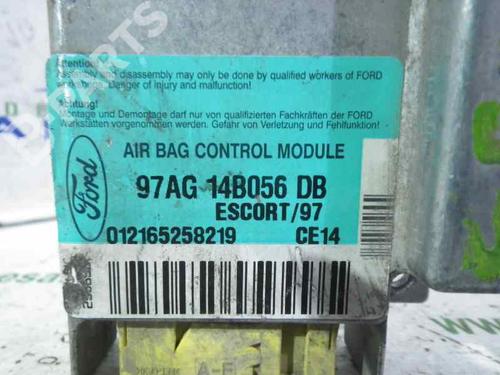 Attention!
Assembly and disassembly may only be done by qualified workers of FORD
workshops. Danger of injury and malfunction!
Achtung!
Montage und Demontage darf nur von qualifizierten Fachkräften der FORD
Werkstätten vorgenommen werden. Gefahr von Verletzung und Fehlfunktion!
Ford
AIR BAG CONTROL MODULE
97AG 14B056 DB
ESCORT/97
012165258219 CE14
A-F